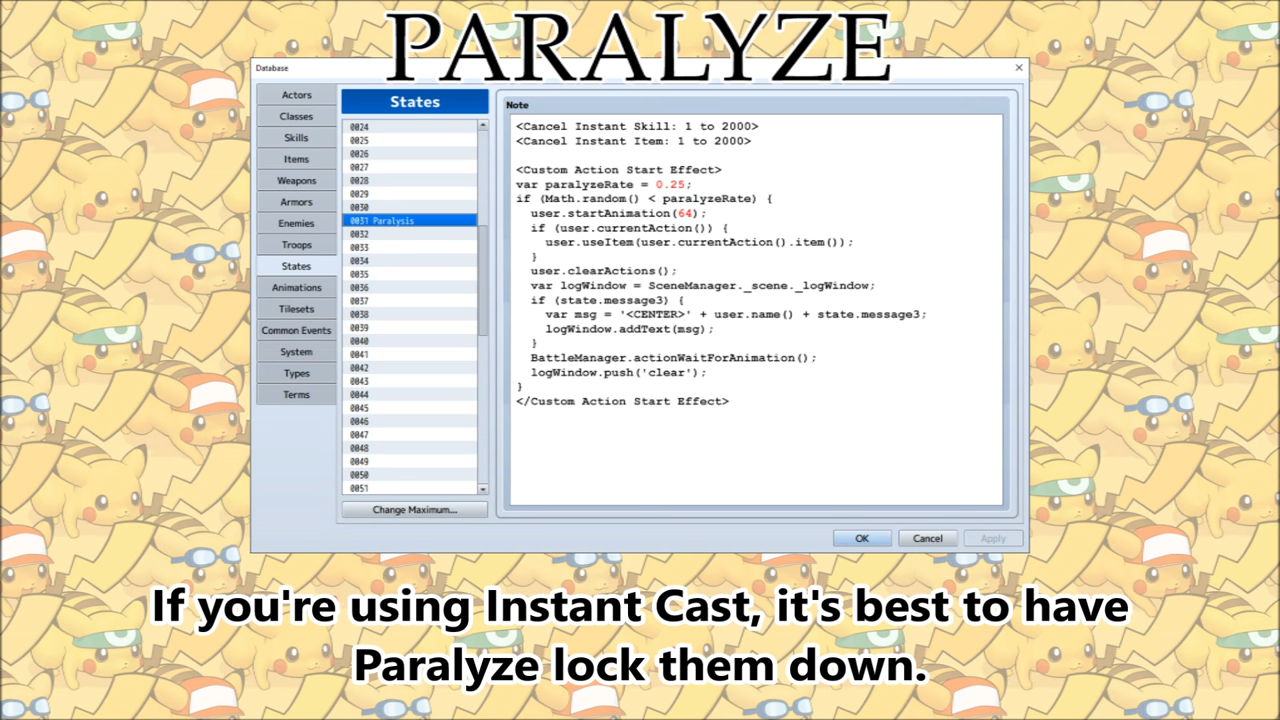 PARALYZE
Database
Actors
Classes
Skills
Items
Weapons
Armors
Enemies
Troops
States
Animations
Tilesets
Common Events
System
Types
Terms
States
0024
0025
0026
0027
0028
0029
0030
0031 Paralysis
0032
0033
0034
0035
0036
0037
0038
0039
0040
0041
0042
0043
0044
0045
0046
0047
0048
0049
0050
0051
Change Maximum...
Note
<Cancel Instant Skill: 1 to 2000>
<Cancel Instant Item: 1 to 2000>
<Custom Action Start Effect>
var paralyzeRate = 0.25;
if (Math.random() < paralyzeRate) {
  user.startAnimation(64);
  if (user.currentAction()) {
    user.useItem(user.currentAction().item());
  }
  user.clearActions();
  var logWindow = SceneManager._scene._logWindow;
  if (state.message3) {
    var msg = '<CENTER>' + user.name() + state.message3;
    logWindow.addText(msg);
  }
  BattleManager.actionWaitForAnimation();
  logWindow.push('clear');
}
</Custom Action Start Effect>
OK
Cancel
Apply
If you're using Instant Cast, it's best to have
Paralyze lock them down.